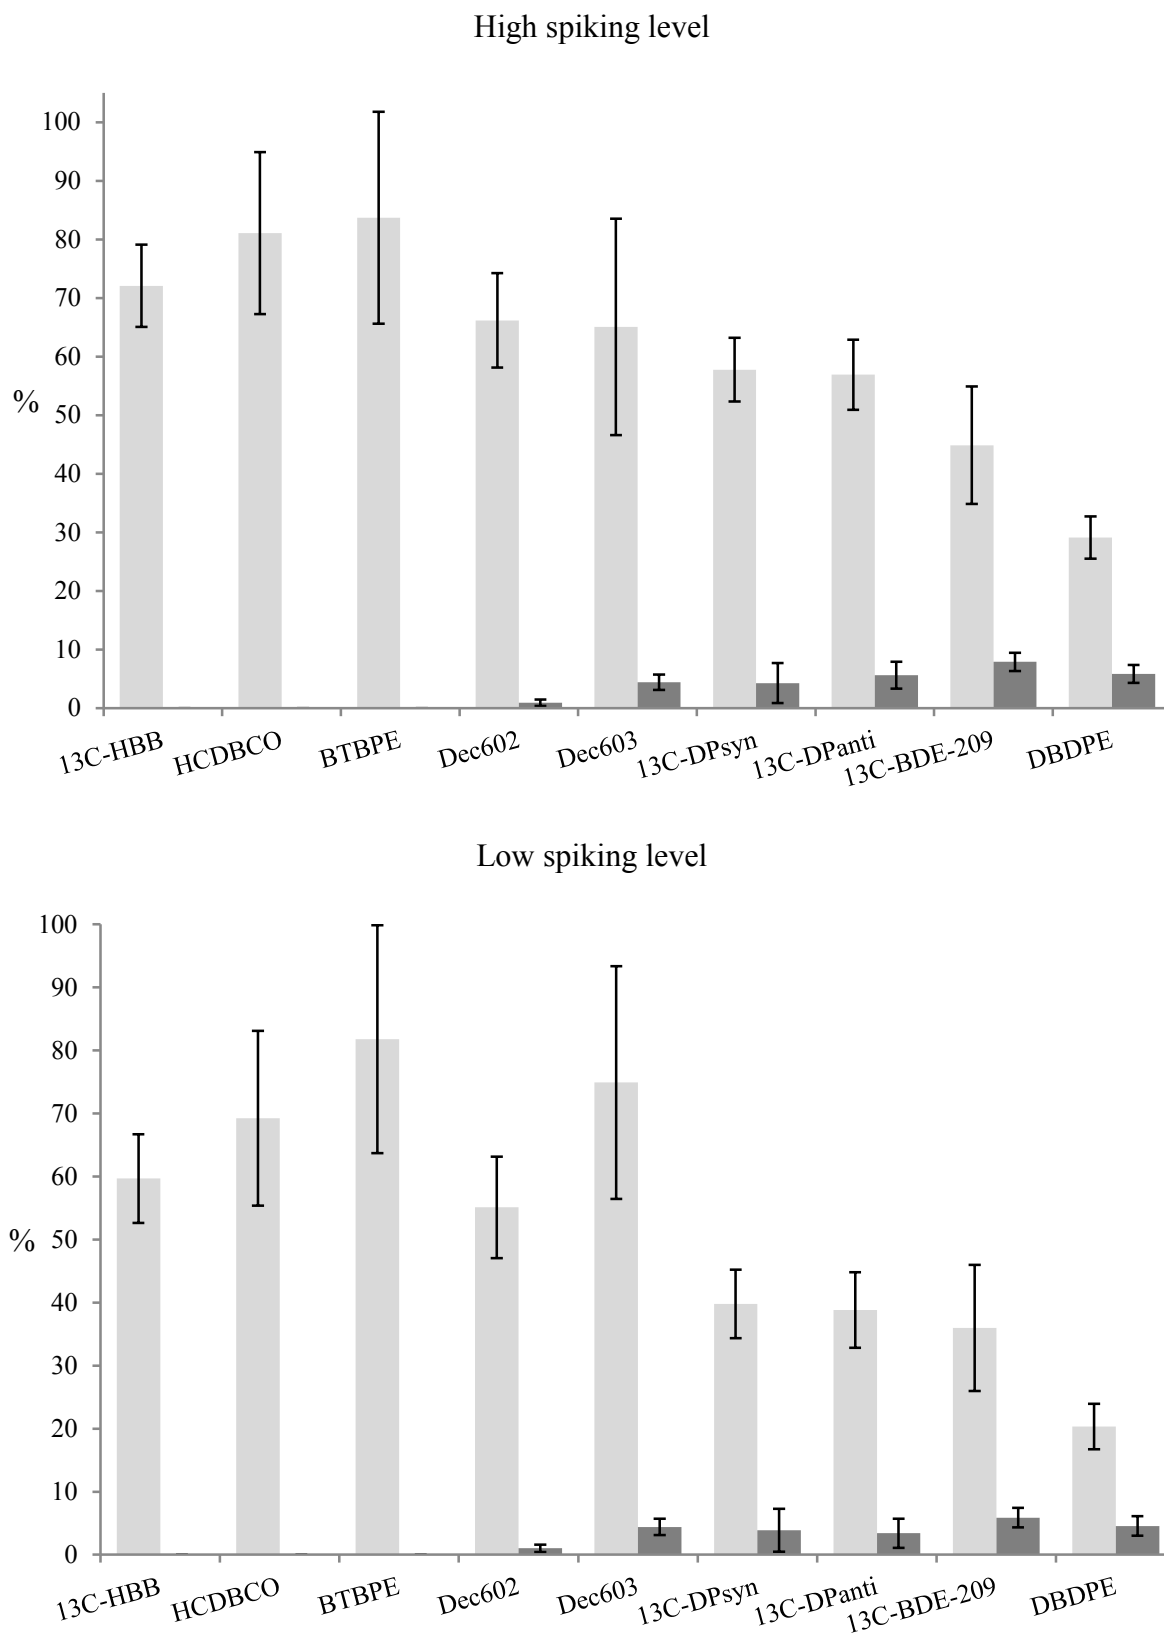 High spiking level
100
90
80
70
60
50
40
30
20
10
0
%
13C-HBB
HCDBCO
BTBPE
Dec602
Dec603
13C-DPsyn
13C-DPanti
13C-BDE-209
DBDPE
Low spiking level
100
90
80
70
60
50
40
30
20
10
0
%
13C-HBB
HCDBCO
BTBPE
Dec602
Dec603
13C-DPsyn
13C-DPanti
13C-BDE-209
DBDPE